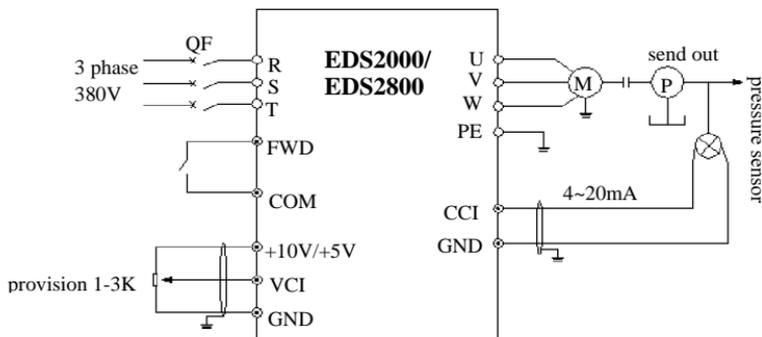 QF
3 phase
380V
R
S
T
FWD
COM
+10V/+5V
provision 1-3K
VCI
GND
EDS2000/
EDS2800
U
V
W
PE
M
P
send out
pressure sensor
4~20mA
CCI
GND